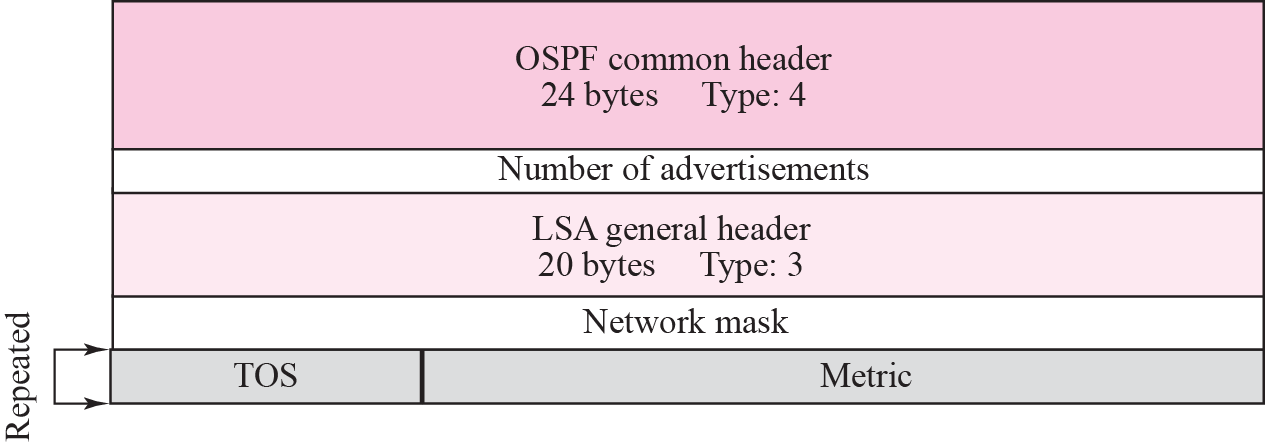 OSPF common header
24 bytes Type: 4
Number of advertisements
LSA general header
20 bytes Type: 3
Network mask
Repeated
TOS
Metric